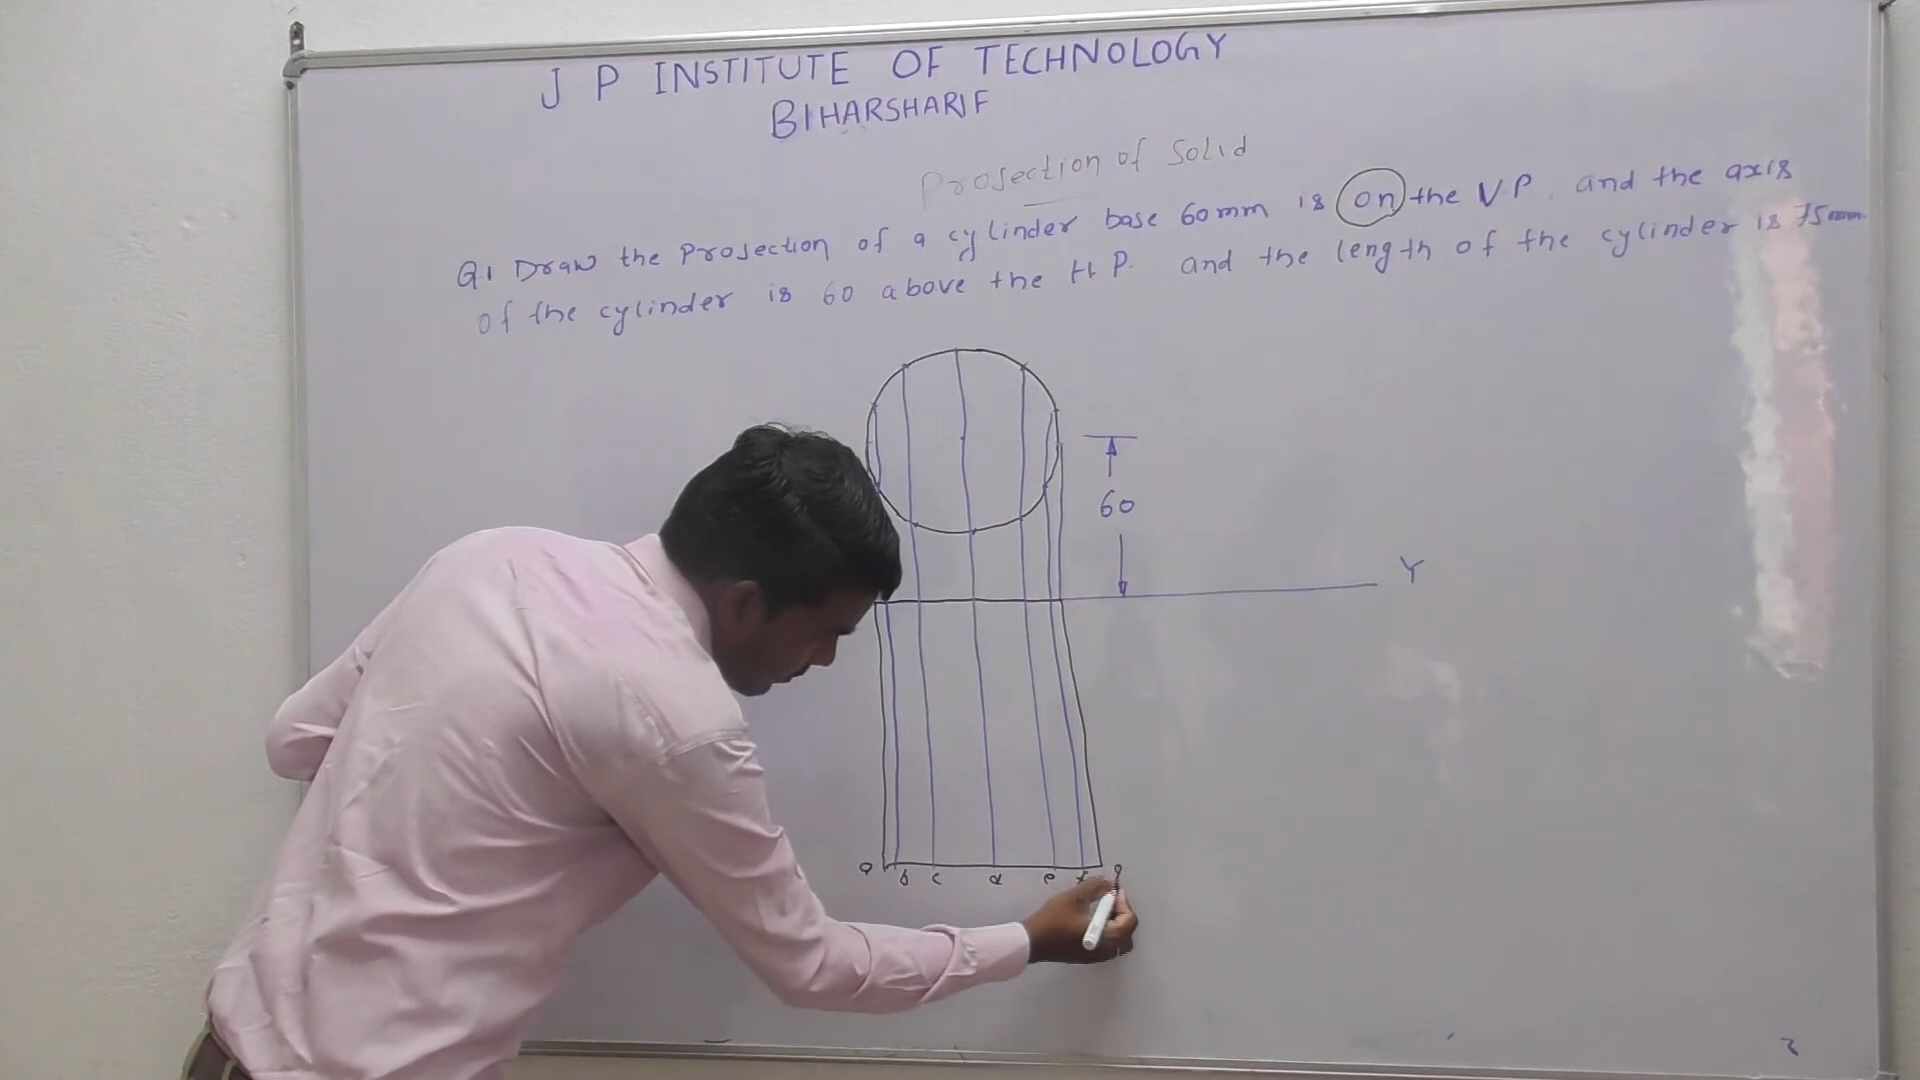 J P INSTITUTE OF TECHNOLOGY
BIHARSHARIF
Projection of Solid
Q.1 Draw the Projection of a cylinder base 60mm is on the V.P. and the axis
of the cylinder is 60 above the H P. and the length of the cylinder is 75mm.
60
Y
a b c d e f g